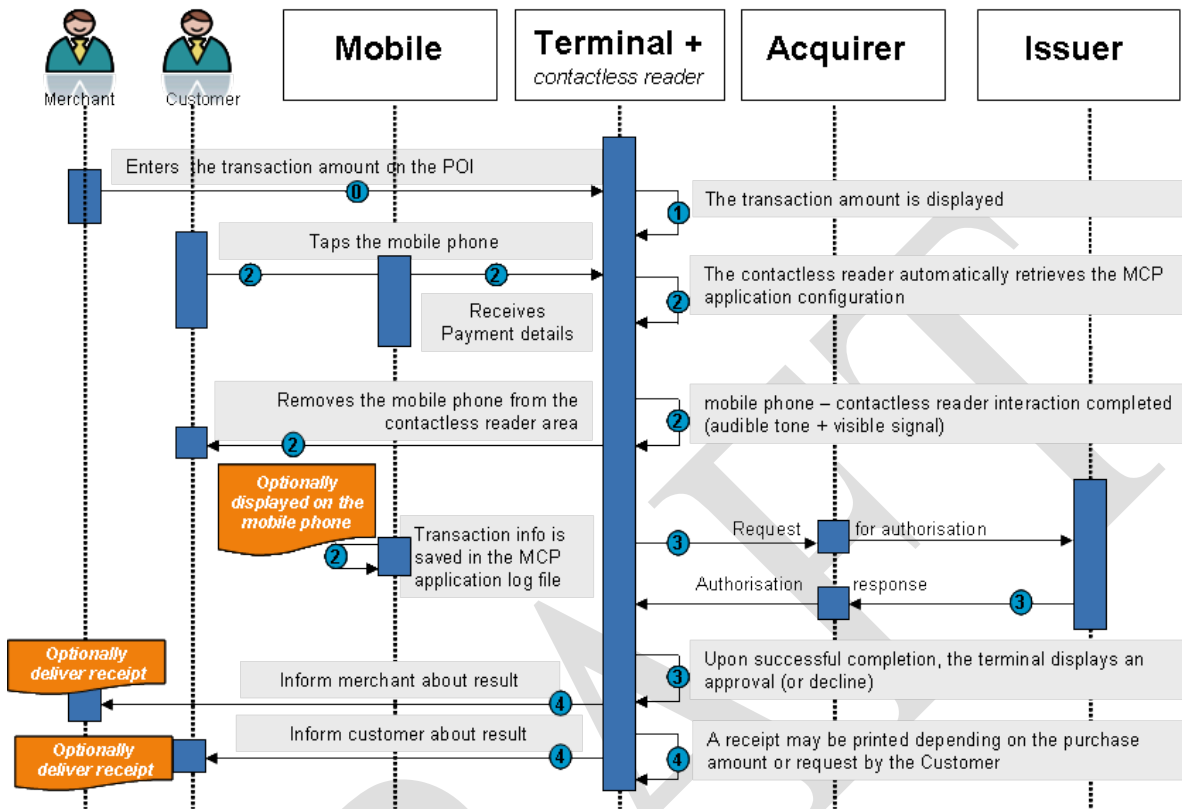 Merchant
Customer
Mobile
Terminal +
contactless reader
Acquirer
Issuer
Enters the transaction amount on the POI
0
1
The transaction amount is displayed
Taps the mobile phone
2
2
2
The contactless reader automatically retrieves the MCP
application configuration
Receives
Payment details
Removes the mobile phone from the
contactless reader area
2
2
mobile phone – contactless reader interaction completed
(audible tone + visible signal)
Optionally
displayed on the
mobile phone
2
Transaction info is
saved in the MCP
application log file
3
Request
for authorisation
Authorisation
response
3
Optionally
deliver receipt
Inform merchant about result
4
3
Upon successful completion, the terminal displays an
approval (or decline)
Optionally
deliver receipt
Inform customer about result
4
4
A receipt may be printed depending on the purchase
amount or request by the Customer